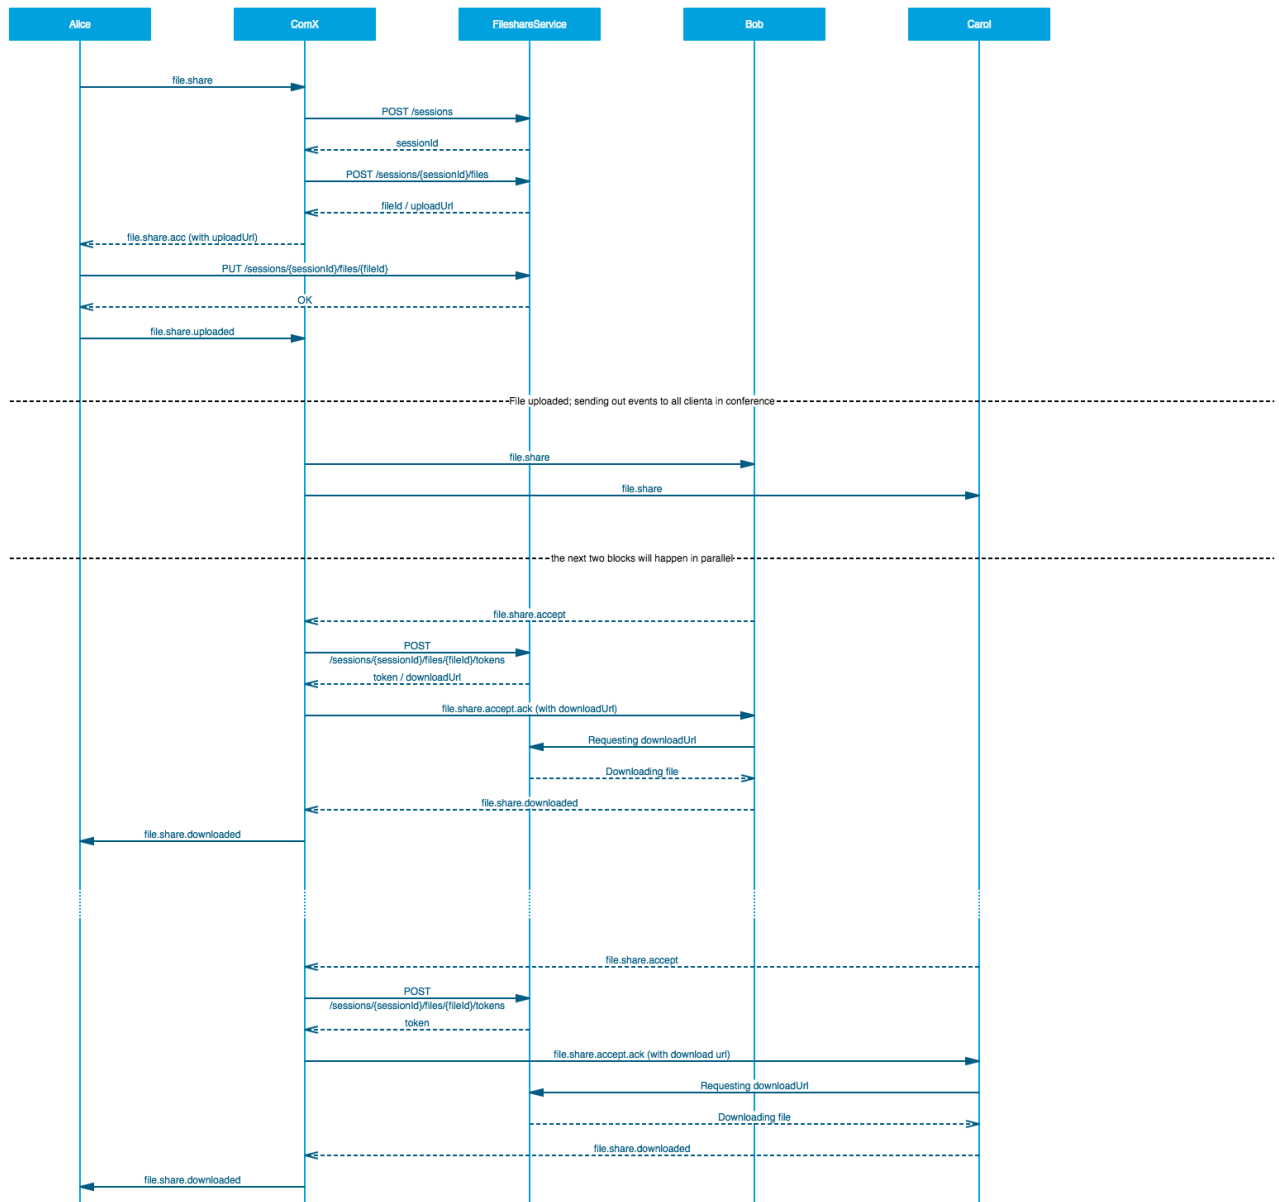 Alice
ComX
FileshareService
Bob
Carol
file.share
POST /sessions
sessionId
POST /sessions/{sessionId}/files
fileId / uploadUrl
file.share.acc (with uploadUrl)
PUT /sessions/{sessionId}/files/{fileId}
OK
file.share.uploaded
File uploaded; sending out events to all clienta in conference
file.share
file.share
the next two blocks will happen in parallel
file.share.accept
POST
/sessions/{sessionId}/files/{fileId}/tokens
token / downloadUrl
file.share.accept.ack (with downloadUrl)
Requesting downloadUrl
Downloading file
file.share.downloaded
file.share.downloaded
file.share.accept
POST
/sessions/{sessionId}/files/{fileId}/tokens
token
file.share.accept.ack (with download url)
Requesting downloadUrl
Downloading file
file.share.downloaded
file.share.downloaded